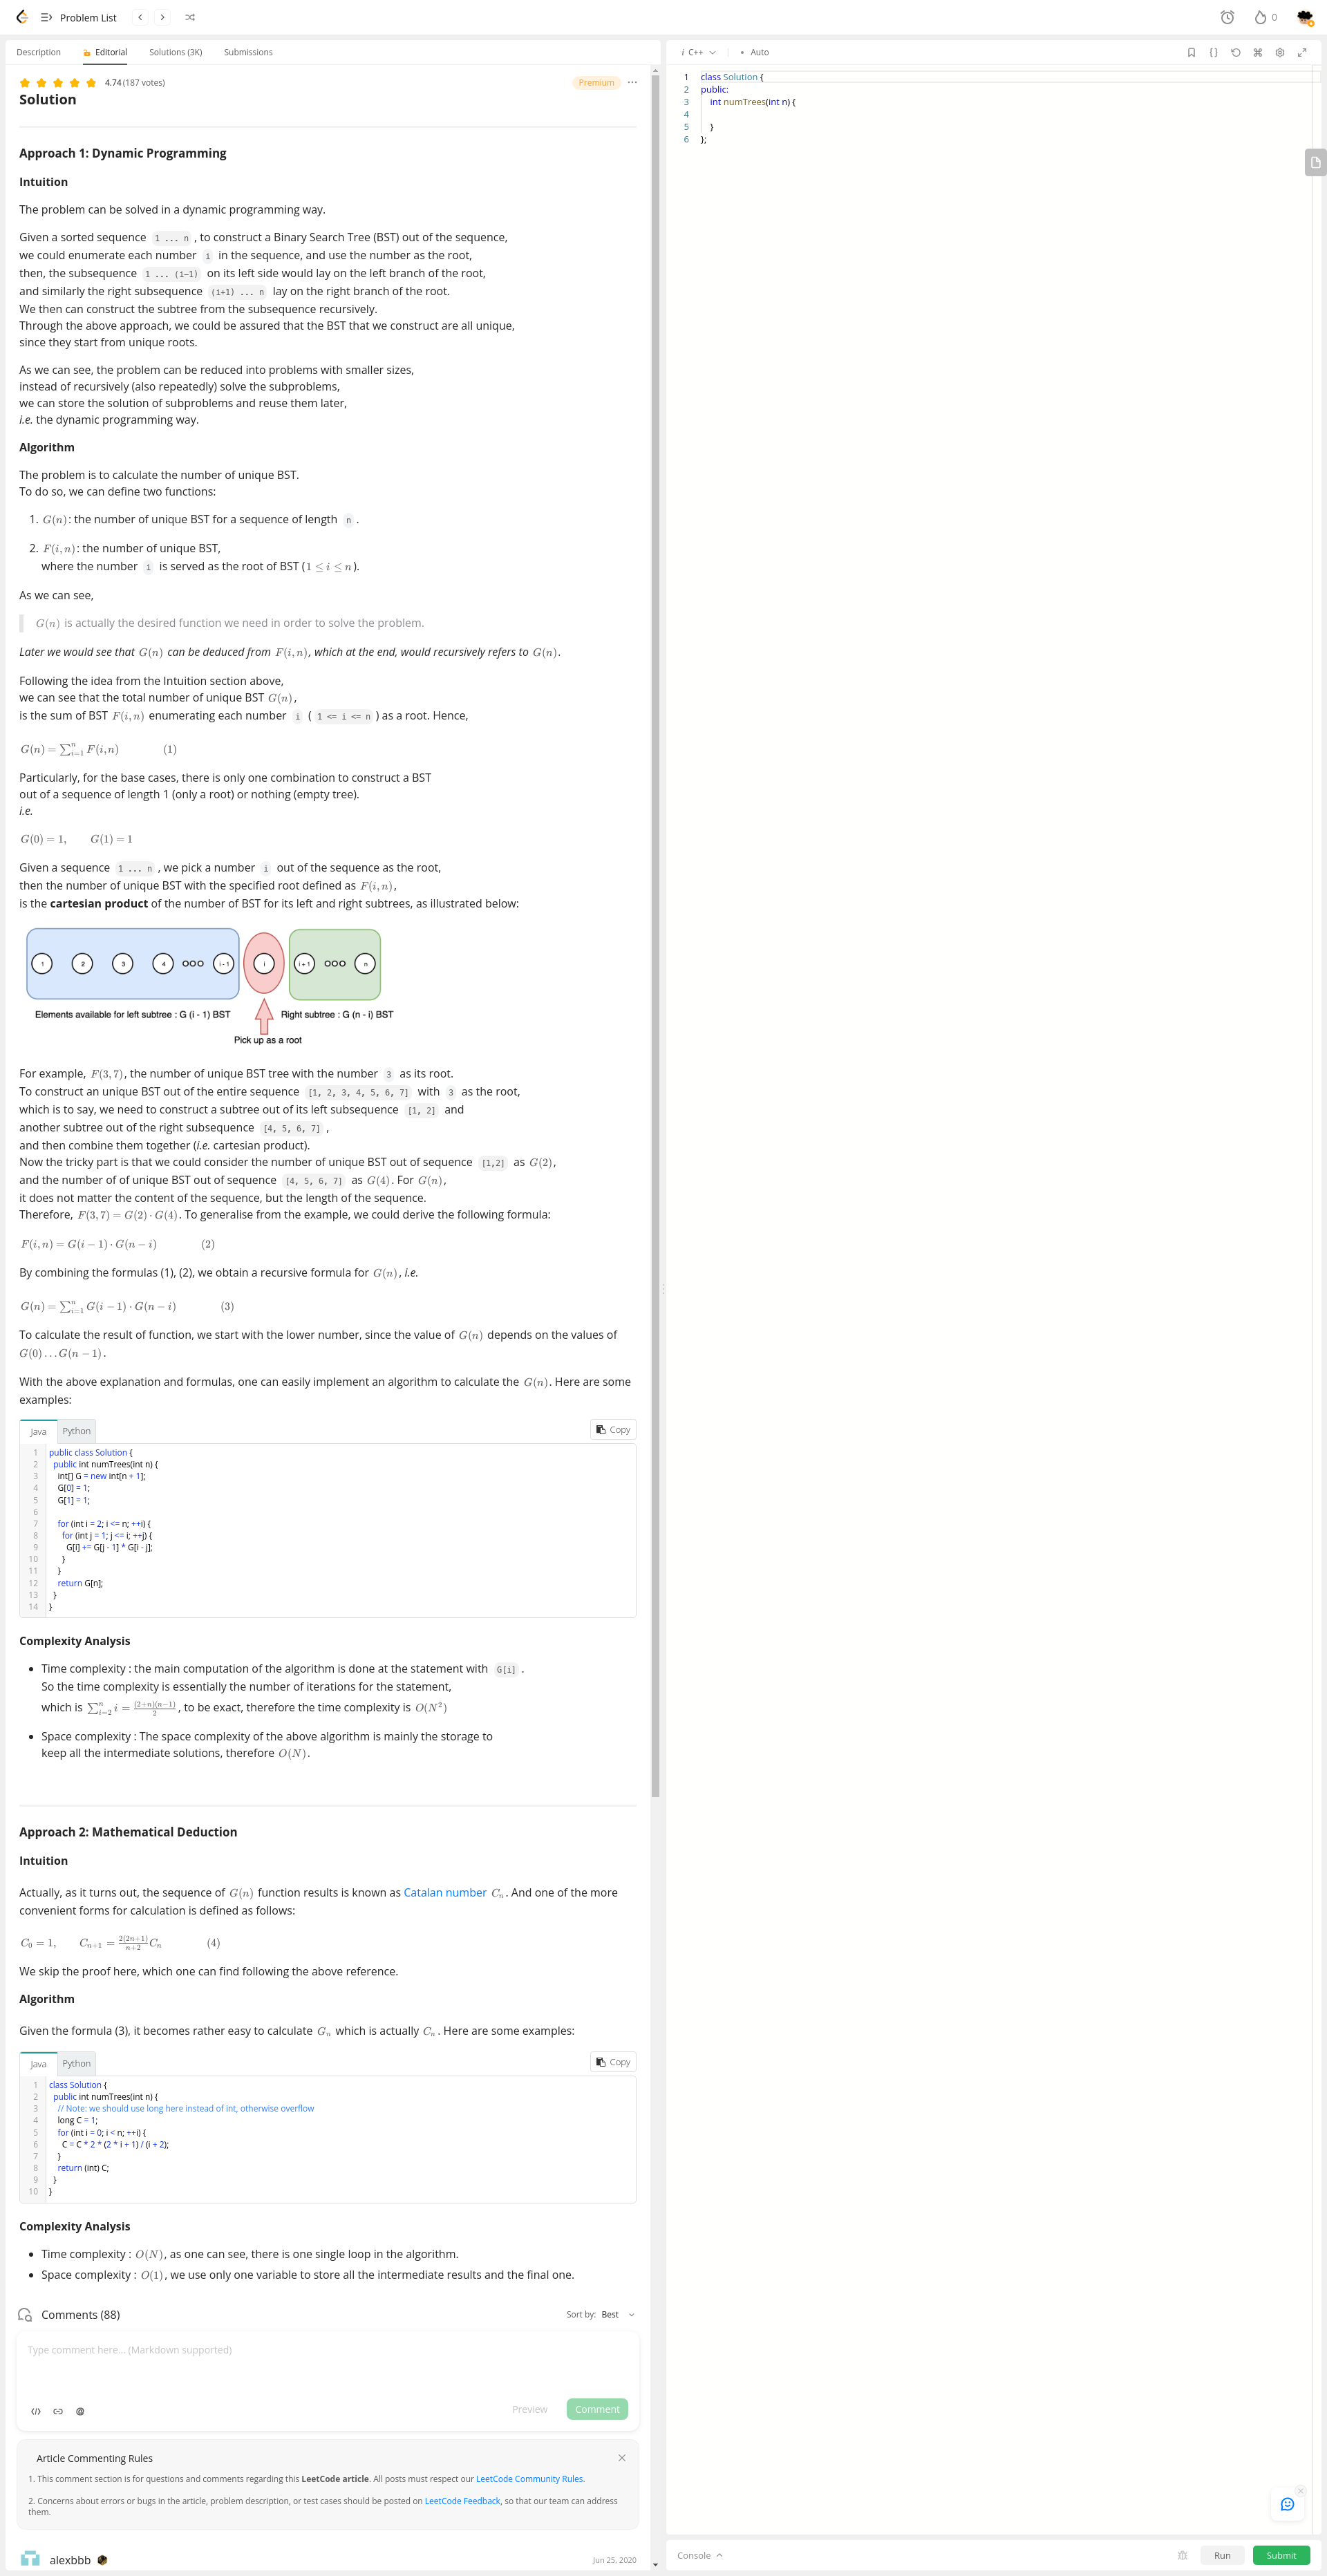 Problem List
0
Description Editorial Solutions (3K) Submissions
4.74 (187 votes) Premium
Solution
Approach 1: Dynamic Programming
Intuition
The problem can be solved in a dynamic programming way.
Given a sorted sequence 1 ... n , to construct a Binary Search Tree (BST) out of the sequence,
we could enumerate each number i in the sequence, and use the number as the root,
then, the subsequence 1 ... (i-1) on its left side would lay on the left branch of the root,
and similarly the right subsequence (i+1) ... n lay on the right branch of the root.
We then can construct the subtree from the subsequence recursively.
Through the above approach, we could be assured that the BST that we construct are all unique,
since they start from unique roots.
As we can see, the problem can be reduced into problems with smaller sizes,
instead of recursively (also repeatedly) solve the subproblems,
we can store the solution of subproblems and reuse them later,
i.e. the dynamic programming way.
Algorithm
The problem is to calculate the number of unique BST.
To do so, we can define two functions:
1. G(n): the number of unique BST for a sequence of length n .
2. F(i, n): the number of unique BST,
where the number i is served as the root of BST (1 ≤ i ≤ n).
As we can see,
G(n) is actually the desired function we need in order to solve the problem.
Later we would see that G(n) can be deduced from F(i, n), which at the end, would recursively refers to G(n).
Following the idea from the Intuition section above,
we can see that the total number of unique BST G(n),
is the sum of BST F(i, n) enumerating each number i ( 1 <= i <= n ) as a root. Hence,
G(n) = ∑ⁿᵢ₌₁ F(i, n) (1)
Particularly, for the base cases, there is only one combination to construct a BST
out of a sequence of length 1 (only a root) or nothing (empty tree).
i.e.
G(0) = 1, G(1) = 1
Given a sequence 1 ... n , we pick a number i out of the sequence as the root,
then the number of unique BST with the specified root defined as F(i, n),
is the cartesian product of the number of BST for its left and right subtrees, as illustrated below:
1 2 3 4 i - 1 i i + 1 n
Elements available for left subtree : G (i - 1) BST Right subtree : G (n - i) BST
Pick up as a root
For example, F(3, 7), the number of unique BST tree with the number 3 as its root.
To construct an unique BST out of the entire sequence [1, 2, 3, 4, 5, 6, 7] with 3 as the root,
which is to say, we need to construct a subtree out of its left subsequence [1, 2] and
another subtree out of the right subsequence [4, 5, 6, 7] ,
and then combine them together (i.e. cartesian product).
Now the tricky part is that we could consider the number of unique BST out of sequence [1,2] as G(2),
and the number of of unique BST out of sequence [4, 5, 6, 7] as G(4). For G(n),
it does not matter the content of the sequence, but the length of the sequence.
Therefore, F(3, 7) = G(2) · G(4). To generalise from the example, we could derive the following formula:
F(i, n) = G(i − 1) · G(n − i) (2)
By combining the formulas (1), (2), we obtain a recursive formula for G(n), i.e.
G(n) = ∑ⁿᵢ₌₁ G(i − 1) · G(n − i) (3)
To calculate the result of function, we start with the lower number, since the value of G(n) depends on the values of
G(0) . . . G(n − 1).
With the above explanation and formulas, one can easily implement an algorithm to calculate the G(n). Here are some
examples:
Java Python Copy
1 public class Solution {
2 public int numTrees(int n) {
3 int[] G = new int[n + 1];
4 G[0] = 1;
5 G[1] = 1;
6
7 for (int i = 2; i <= n; ++i) {
8 for (int j = 1; j <= i; ++j) {
9 G[i] += G[j - 1] * G[i - j];
10 }
11 }
12 return G[n];
13 }
14 }
Complexity Analysis
• Time complexity : the main computation of the algorithm is done at the statement with G[i] .
So the time complexity is essentially the number of iterations for the statement,
which is ∑ⁿᵢ₌₂ i = (2+n)(n−1)/2, to be exact, therefore the time complexity is O(N²)
• Space complexity : The space complexity of the above algorithm is mainly the storage to
keep all the intermediate solutions, therefore O(N).
Approach 2: Mathematical Deduction
Intuition
Actually, as it turns out, the sequence of G(n) function results is known as Catalan number Cₙ. And one of the more
convenient forms for calculation is defined as follows:
C₀ = 1, Cₙ₊₁ = 2(2n+1)/n+2 Cₙ (4)
We skip the proof here, which one can find following the above reference.
Algorithm
Given the formula (3), it becomes rather easy to calculate Gₙ which is actually Cₙ. Here are some examples:
Java Python Copy
1 class Solution {
2 public int numTrees(int n) {
3 // Note: we should use long here instead of int, otherwise overflow
4 long C = 1;
5 for (int i = 0; i < n; ++i) {
6 C = C * 2 * (2 * i + 1) / (i + 2);
7 }
8 return (int) C;
9 }
10 }
Complexity Analysis
• Time complexity : O(N), as one can see, there is one single loop in the algorithm.
• Space complexity : O(1), we use only one variable to store all the intermediate results and the final one.
Comments (88) Sort by: Best
Type comment here... (Markdown supported)
Preview Comment
Article Commenting Rules
1. This comment section is for questions and comments regarding this LeetCode article. All posts must respect our LeetCode Community Rules.
2. Concerns about errors or bugs in the article, problem description, or test cases should be posted on LeetCode Feedback, so that our team can address
them.
alexbbb Jun 25, 2020
i C++ • Auto
1 class Solution {
2 public:
3 int numTrees(int n) {
4
5 }
6 };
Console Run Submit